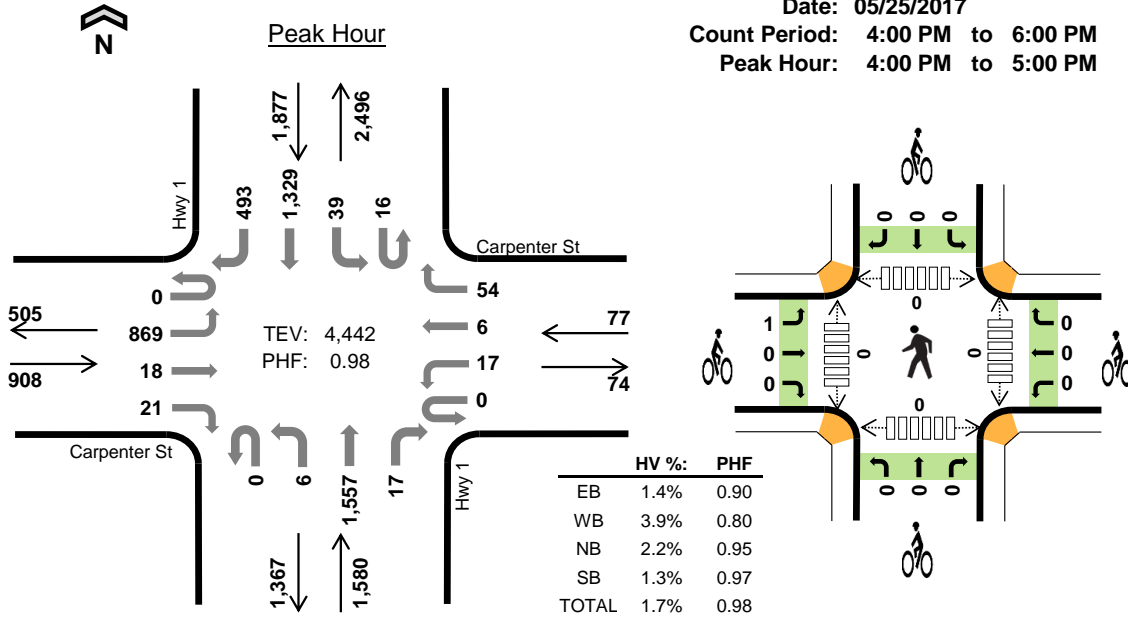 Date: 05/25/2017
Count Period: 4:00 PM to 6:00 PM
Peak Hour: 4:00 PM to 5:00 PM
N
Peak Hour
1,877
2,496
Hwy 1
493
1,329
39
16
Carpenter St
0
54
505
869
6
77
TEV: 4,442
PHF: 0.98
908
18
17
74
21
0
Carpenter St
0
6
1,557
17
Hwy 1
1,367
1,580
HV %: PHF
EB 1.4% 0.90
WB 3.9% 0.80
NB 2.2% 0.95
SB 1.3% 0.97
TOTAL 1.7% 0.98
0 0 0
0
1
0
0
0
0
0
0
0
0
0 0 0